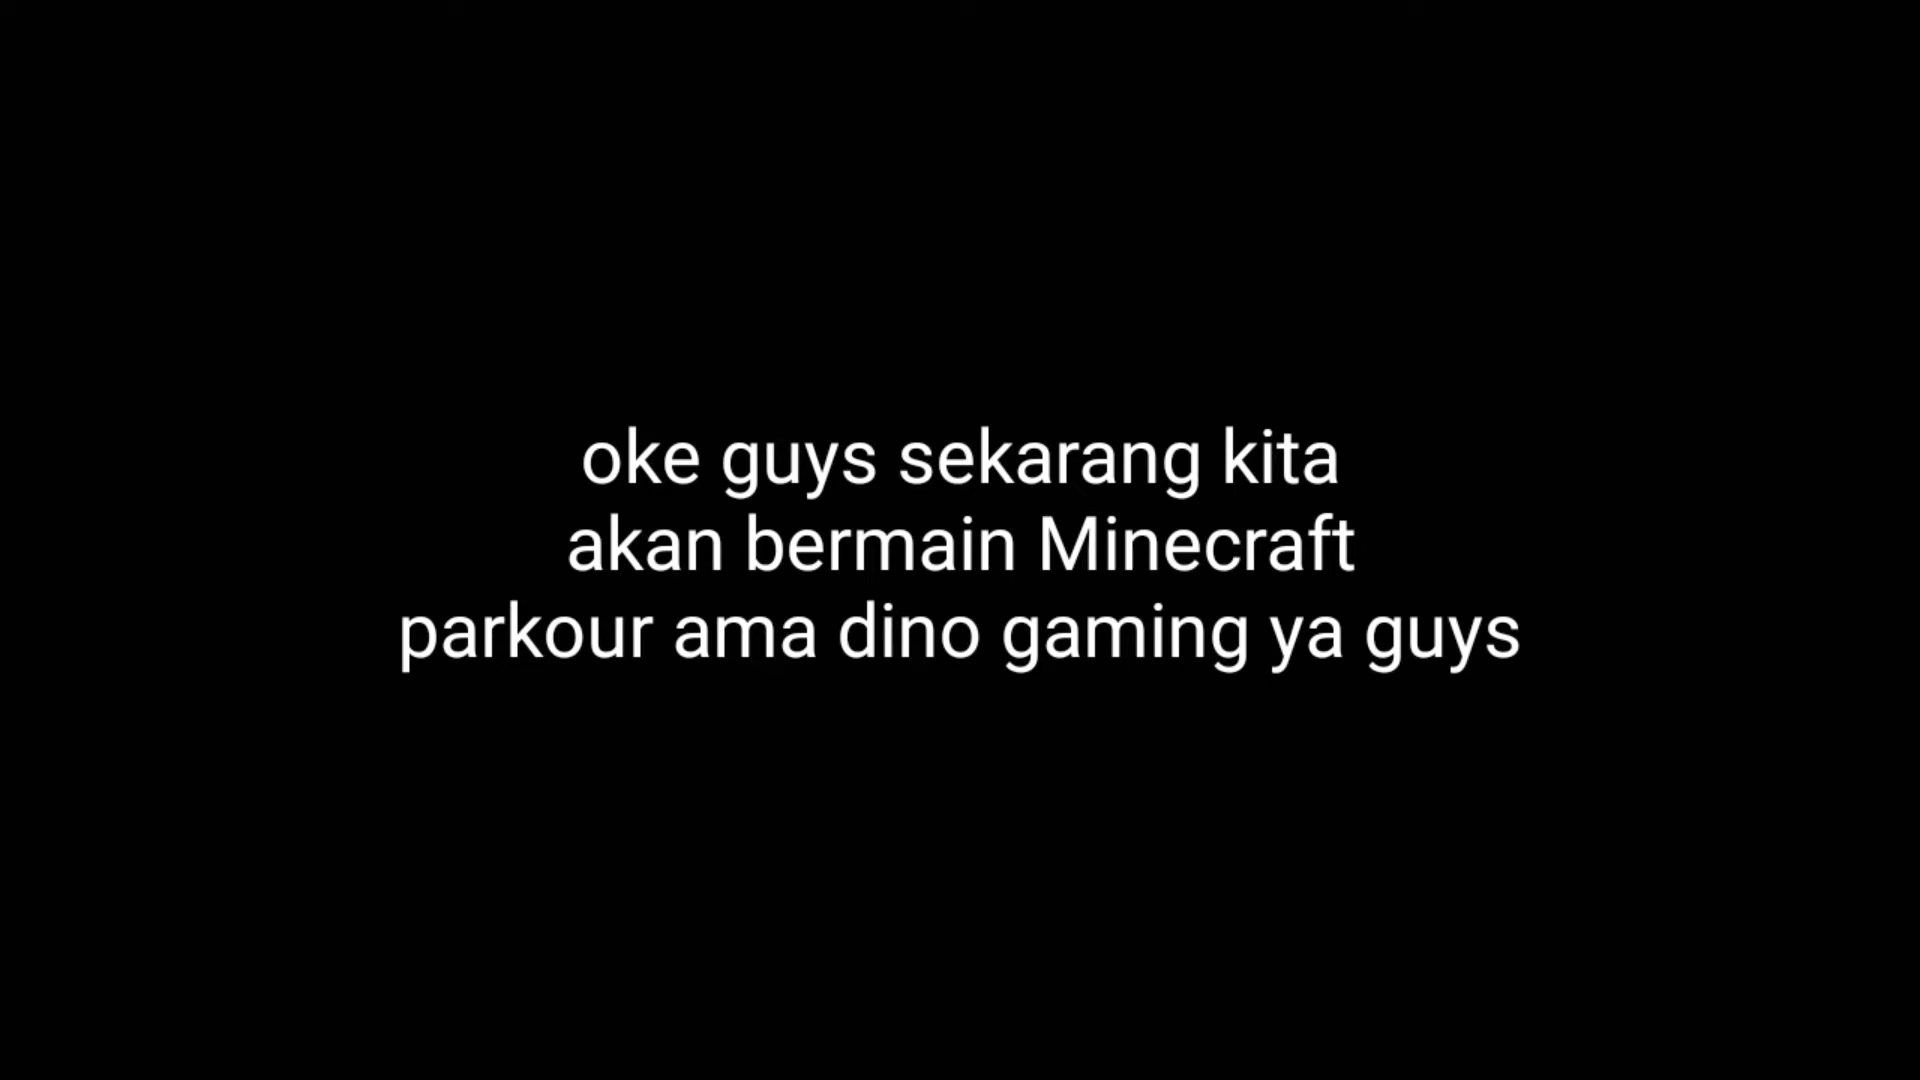 oke guys sekarang kita
akan bermain Minecraft
parkour ama dino gaming ya guys